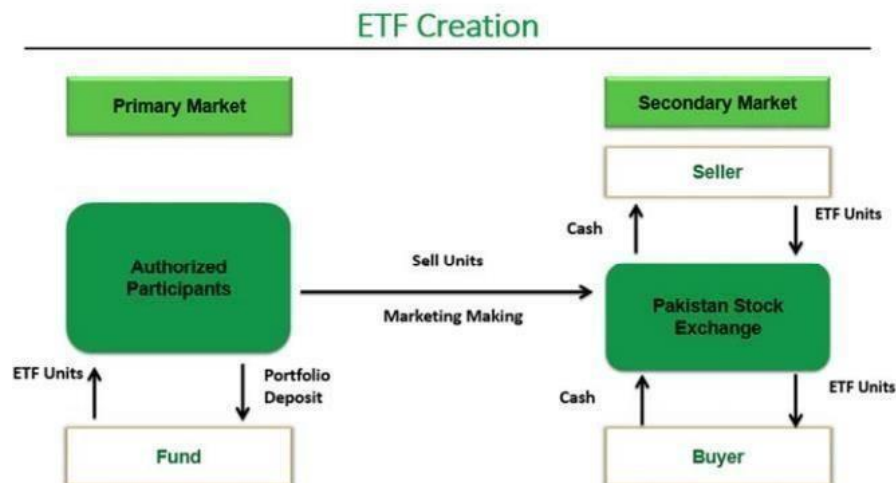 ETF Creation
Primary Market
Secondary Market
Seller
Cash
ETF Units
Authorized
Participants
Sell Units
Marketing Making
Pakistan Stock
Exchange
ETF Units
Portfolio
Deposit
Cash
ETF Units
Fund
Buyer